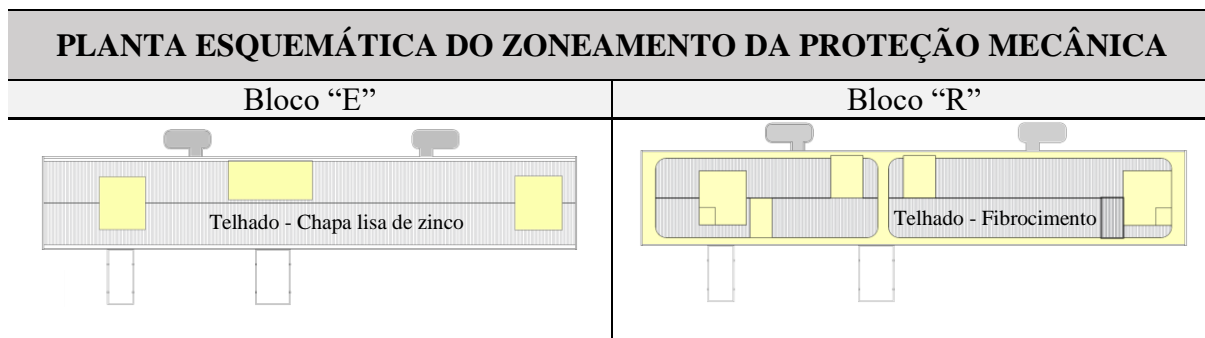 PLANTA ESQUEMÁTICA DO ZONEAMENTO DA PROTEÇÃO MECÂNICA
Bloco “E”
Bloco “R”
Telhado - Chapa lisa de zinco
Telhado - Fibrocimento